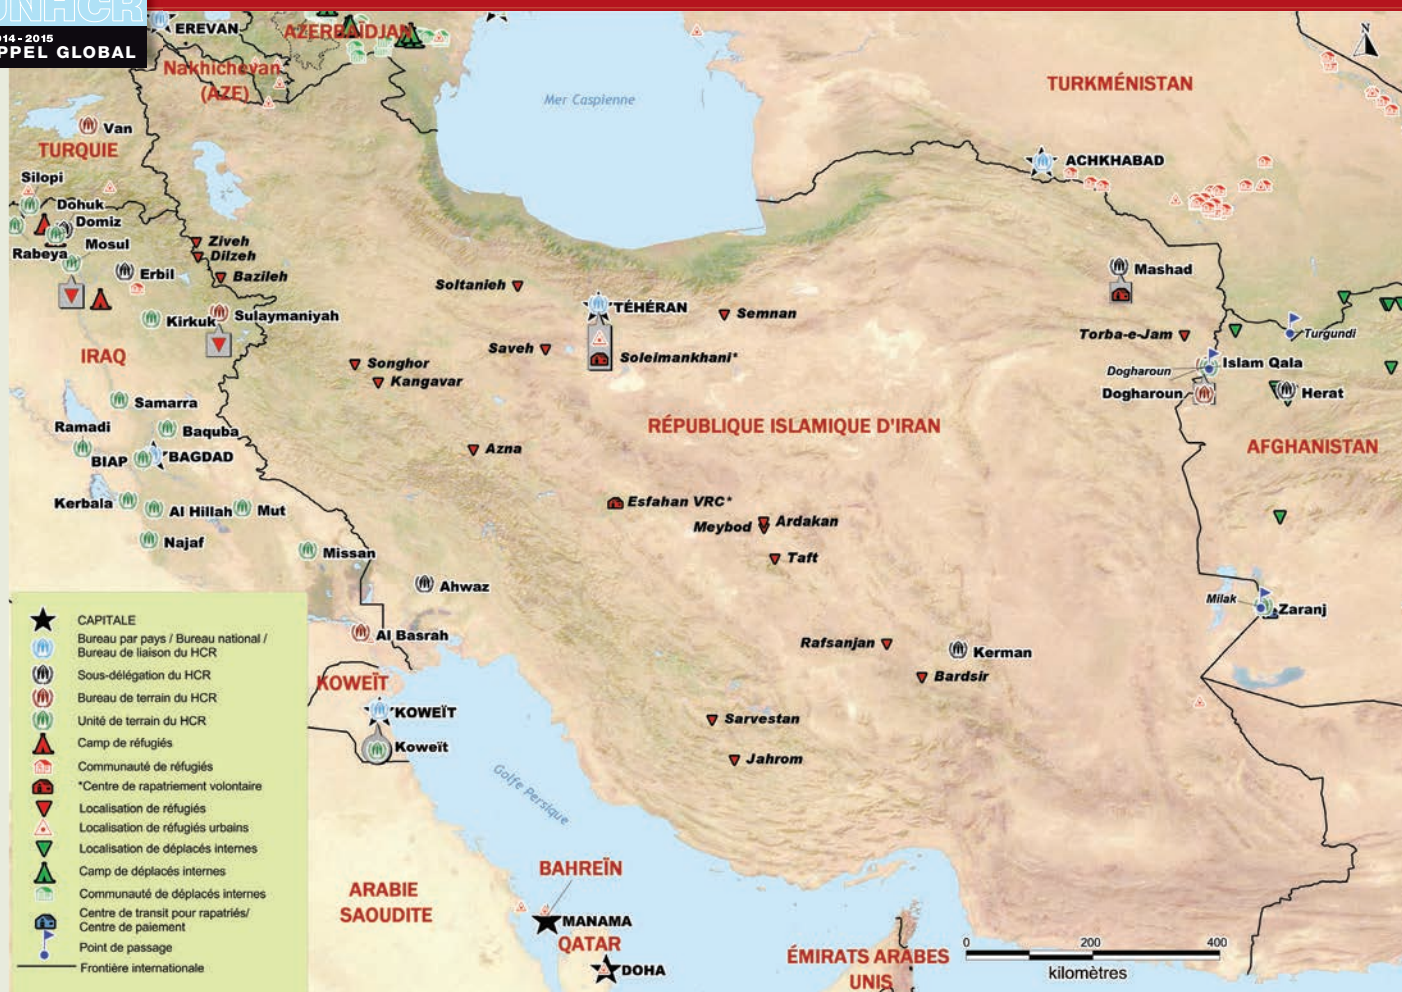 UNHCR
014-2015
PPEL GLOBAL
EREVAN
AZERBAÏDJAN
Nakhichevan
(AZE)
Mer Caspienne
TURKMÉNISTAN
N
Van
TURQUIE
ACHKHABAD
Silopi
Dohuk
Domiz
Mosul
Rabeya
Erbil
Ziveh
Dilzeh
Bazileh
Soltanieh
TÉHÉRAN
Semnan
Mashad
Kirkuk
Sulaymaniyah
Saveh
Soleimankhani*
Torba-e-Jam
Turgundi
IRAQ
Songhor
Kangavar
Dogharoun
Islam Qala
Dogharoun
Herat
Samarra
Ramadi
Baquba
BIAP
BAGDAD
RÉPUBLIQUE ISLAMIQUE D'IRAN
AFGHANISTAN
Azna
Kerbala
Al Hillah
Mut
Esfahan VRC*
Meybod
Ardakan
Najaf
Missan
Taft
Ahwaz
Milak
Zaranj
Al Basrah
Rafsanjan
Kerman
Bardsir
KOWEÏT
KOWEÏT
Koweït
Sarvestan
Jahrom
Golfe Persique
CAPITALE
Bureau par pays / Bureau national /
Bureau de liaison du HCR
Sous-délégation du HCR
Bureau de terrain du HCR
Unité de terrain du HCR
Camp de réfugiés
Communauté de réfugiés
*Centre de rapatriement volontaire
Localisation de réfugiés
Localisation de réfugiés urbains
Localisation de déplacés internes
Camp de déplacés internes
Communauté de déplacés internes
Centre de transit pour rapatriés/
Centre de paiement
Point de passage
Frontière internationale
ARABIE
SAOUDITE
BAHREÏN
MANAMA
QATAR
DOHA
ÉMIRATS ARABES
UNIS
0 200 400
kilomètres